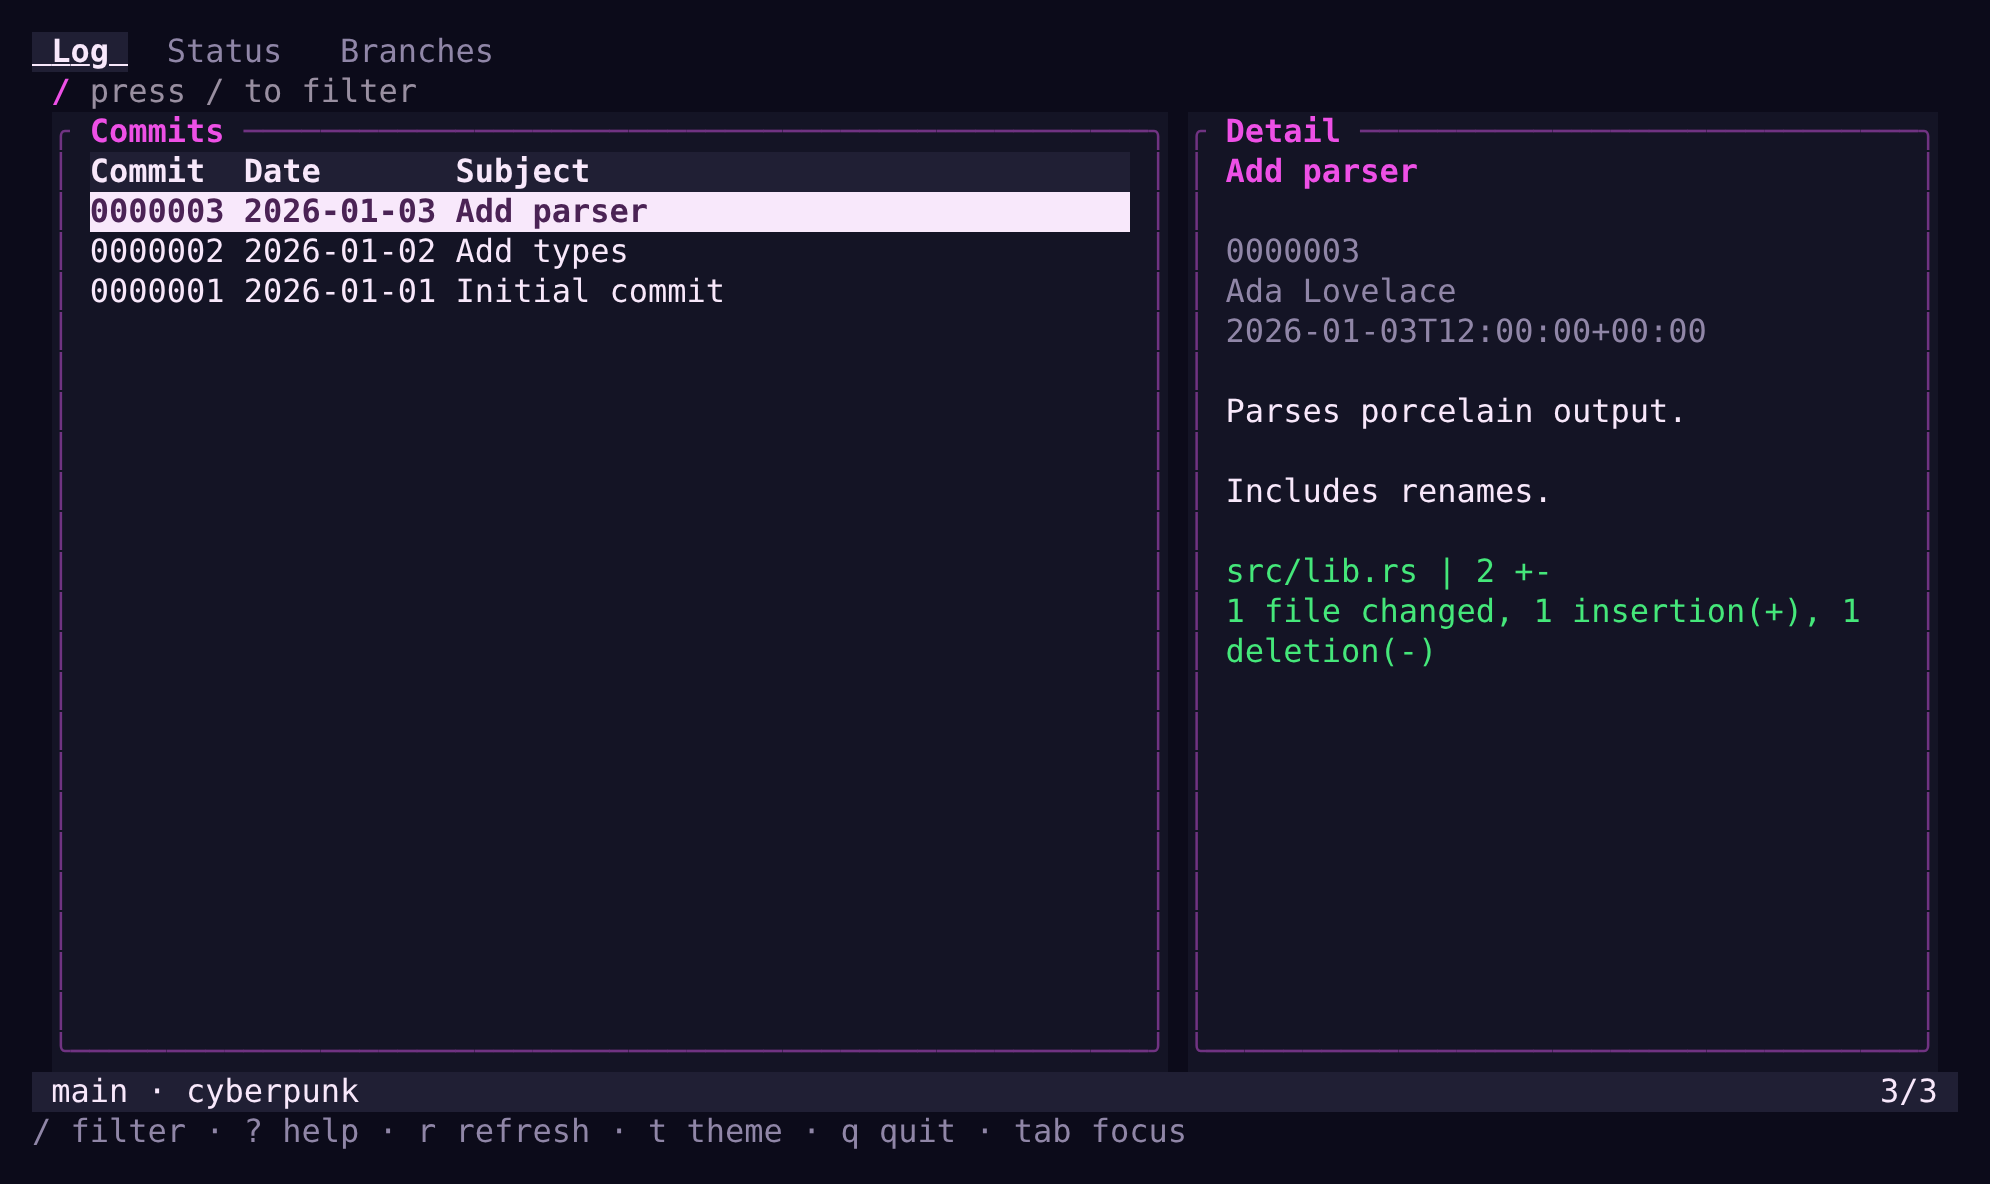 Log Status Branches
/ press / to filter
Commits
Commit Date Subject
0000003 2026-01-03 Add parser
0000002 2026-01-02 Add types
0000001 2026-01-01 Initial commit
Detail
Add parser
0000003
Ada Lovelace
2026-01-03T12:00:00+00:00
Parses porcelain output.
Includes renames.
src/lib.rs | 2 +-
1 file changed, 1 insertion(+), 1
deletion(-)
main · cyberpunk 3/3
/ filter · ? help · r refresh · t theme · q quit · tab focus